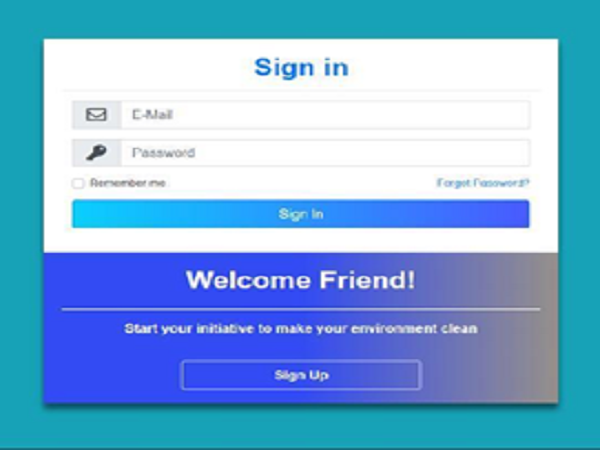 Sign in
E-Mail
Password
Remember me
Forgot Password?
Sign In
Welcome Friend!
Start your initiative to make your environment clean
Sign Up